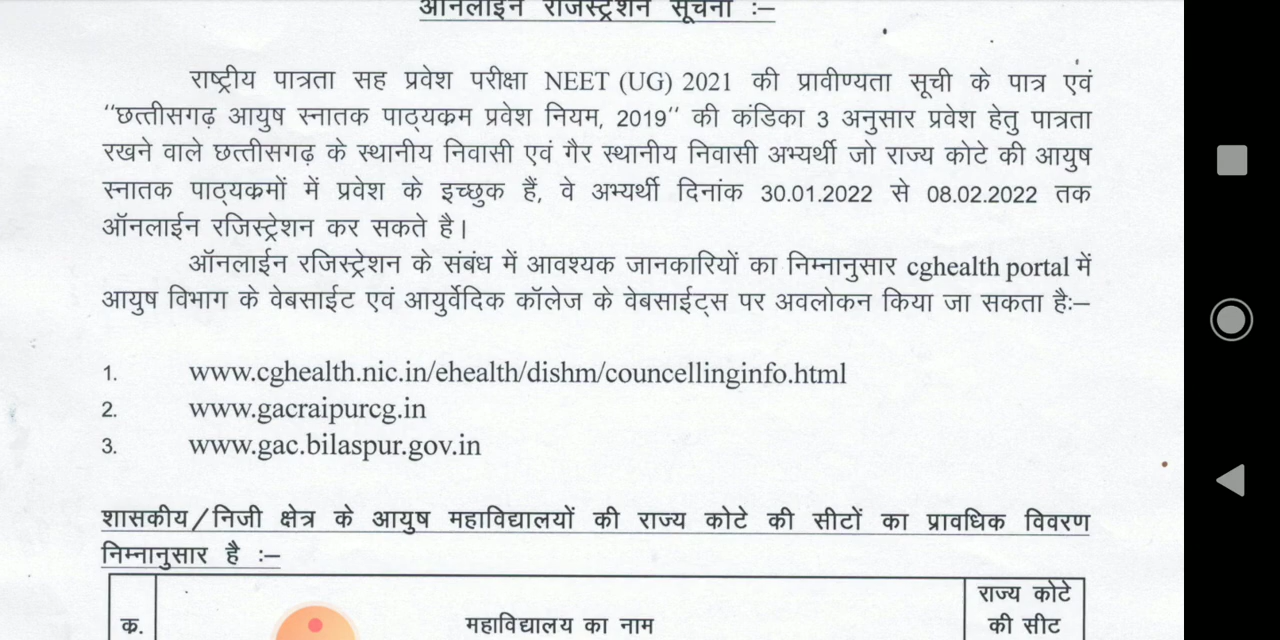 ऑनलाईन रजिस्ट्रेशन सूचना :–
राष्ट्रीय पात्रता सह प्रवेश परीक्षा NEET (UG) 2021 की प्रावीण्यता सूची के पात्र एवं
"छत्तीसगढ़ आयुष स्नातक पाठ्यक्रम प्रवेश नियम, 2019" की कंडिका 3 अनुसार प्रवेश हेतु पात्रता
रखने वाले छत्तीसगढ़ के स्थानीय निवासी एवं गैर स्थानीय निवासी अभ्यर्थी जो राज्य कोटे की आयुष
स्नातक पाठ्यक्रमों में प्रवेश के इच्छुक हैं, वे अभ्यर्थी दिनांक 30.01.2022 से 08.02.2022 तक
ऑनलाईन रजिस्ट्रेशन कर सकते है।
ऑनलाईन रजिस्ट्रेशन के संबंध में आवश्यक जानकारियों का निम्नानुसार cghealth portal में
आयुष विभाग के वेबसाईट एवं आयुर्वेदिक कॉलेज के वेबसाईट्स पर अवलोकन किया जा सकता है:–
1. www.cghealth.nic.in/ehealth/dishm/councellinginfo.html
2. www.gacraipurcg.in
3. www.gac.bilaspur.gov.in
शासकीय/निजी क्षेत्र के आयुष महाविद्यालयों की राज्य कोटे की सीटों का प्रावधिक विवरण
निम्नानुसार है :–
क्र. महाविद्यालय का नाम राज्य कोटे
की सीट